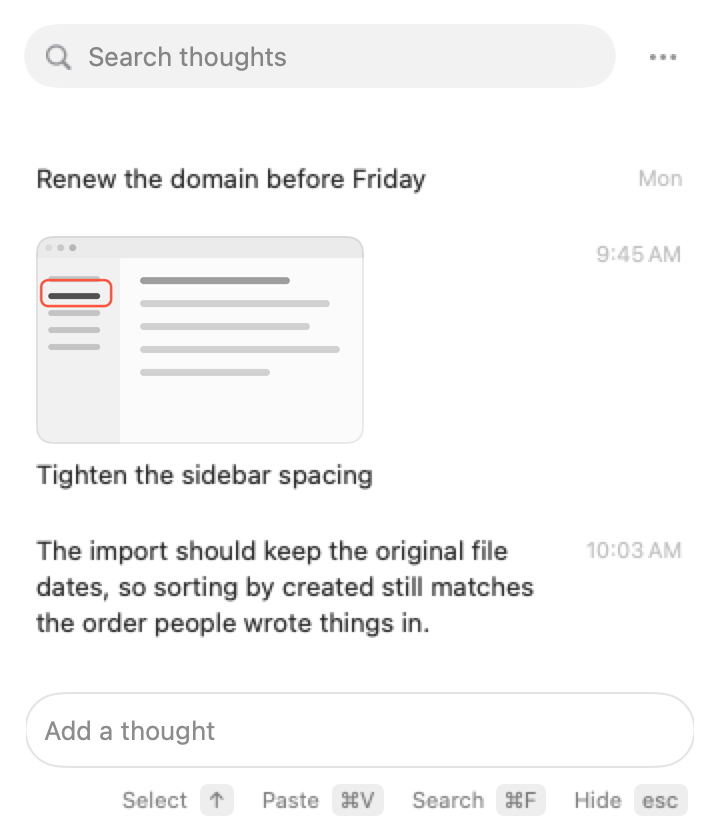 Search thoughts
Renew the domain before Friday
Mon
9:45 AM
Tighten the sidebar spacing
The import should keep the original file
10:03 AM
dates, so sorting by created still matches
the order people wrote things in.
Add a thought
Select ↑ Paste ⌘V Search ⌘F Hide esc